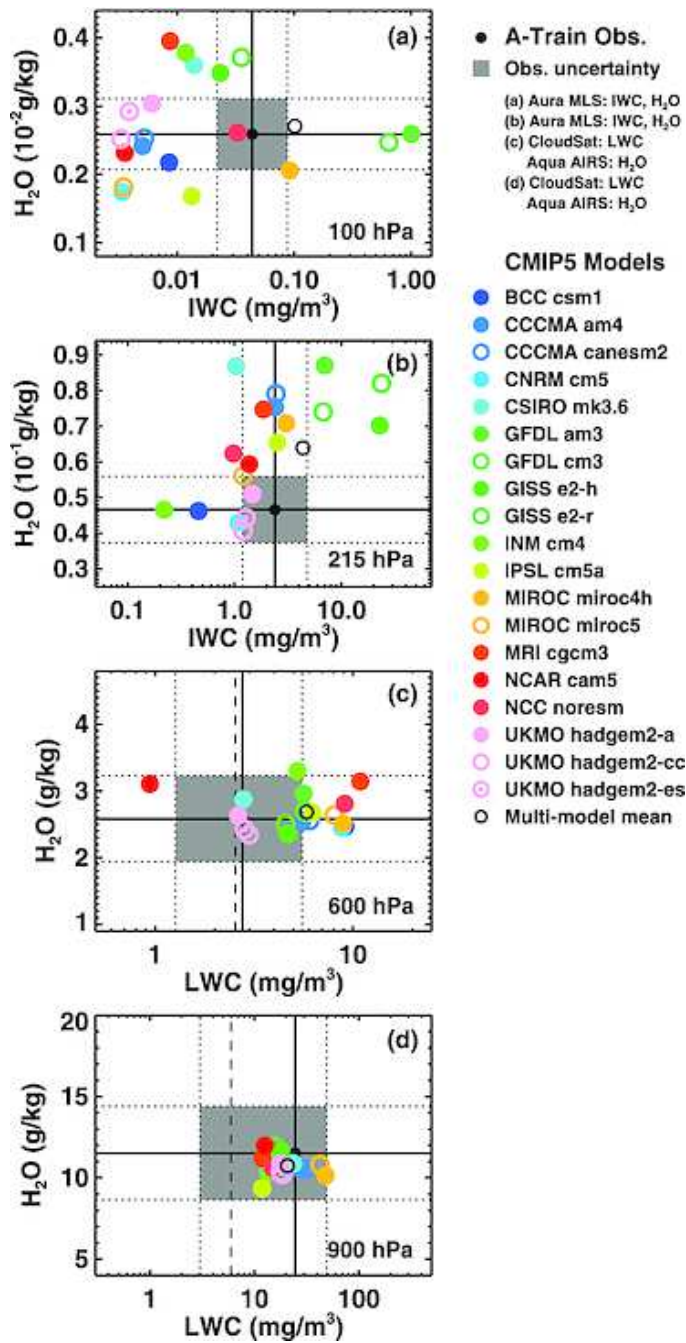 (a)
H₂O (10⁻²g/kg)
0.4
0.3
0.2
0.1
100 hPa
0.01
0.10
1.00
IWC (mg/m³)
(b)
H₂O (10⁻¹g/kg)
0.9
0.8
0.7
0.6
0.5
0.4
0.3
215 hPa
0.1
1.0
10.0
IWC (mg/m³)
(c)
H₂O (g/kg)
4
3
2
1
600 hPa
1
10
LWC (mg/m³)
(d)
H₂O (g/kg)
20
15
10
5
900 hPa
1
10
100
LWC (mg/m³)
A-Train Obs.
Obs. uncertainty
(a) Aura MLS: IWC, H₂O
(b) Aura MLS: IWC, H₂O
(c) CloudSat: LWC
Aqua AIRS: H₂O
(d) CloudSat: LWC
Aqua AIRS: H₂O
CMIP5 Models
BCC csm1
CCCMA am4
CCCMA canesm2
CNRM cm5
CSIRO mk3.6
GFDL am3
GFDL cm3
GISS e2-h
GISS e2-r
INM cm4
IPSL cm5a
MIROC miroc4h
MIROC miroc5
MRI cgcm3
NCAR cam5
NCC noresm
UKMO hadgem2-a
UKMO hadgem2-cc
UKMO hadgem2-es
Multi-model mean